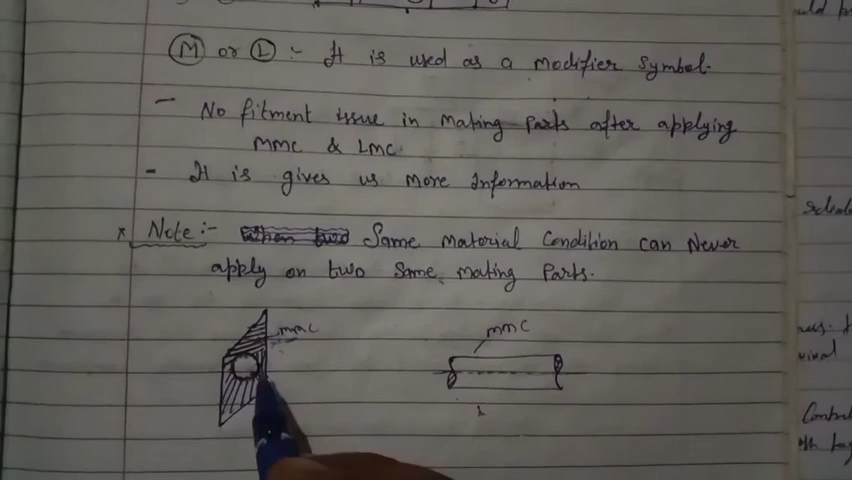 Ⓜ or Ⓛ :- It is used as a modifier symbol.
- No fitment issue in mating parts after applying
MMC & LMC.
- It is gives us more information
x Note :- Same material Condition can Never
apply on two same mating parts.
MMC
MMC
x